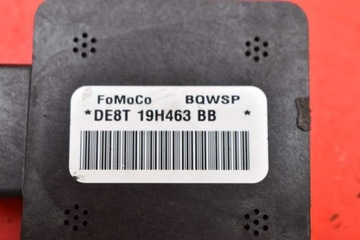 FoMoCo BQWSP
*DE8T 19H463 BB *